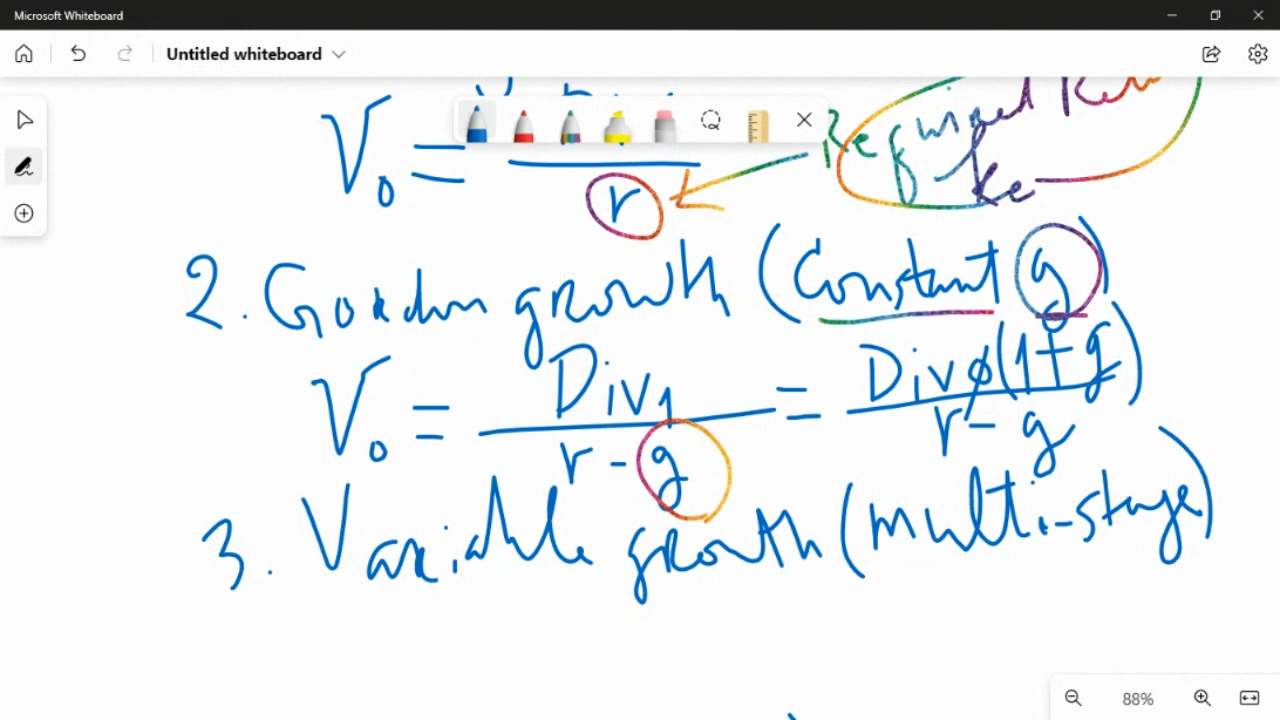 Microsoft Whiteboard
Untitled whiteboard
V₀ =
r
Required
Ke
2. Gordon growth (Constant g)
V₀ = Div₁ / r - g = Div0(1+g) / r - g
3. Variable growth (multi-stage)
88%